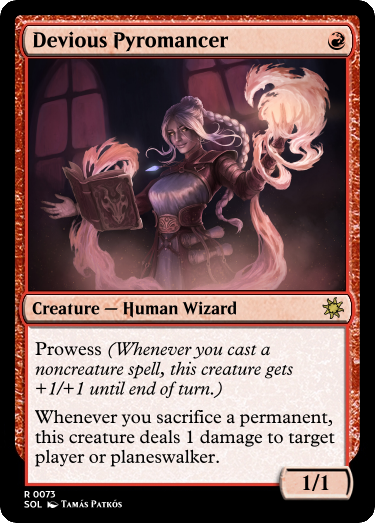 Devious Pyromancer
Creature — Human Wizard
Prowess (Whenever you cast a
noncreature spell, this creature gets
+1/+1 until end of turn.)
Whenever you sacrifice a permanent,
this creature deals 1 damage to target
player or planeswalker.
1/1
R 0073
SOL Tamás Patkós